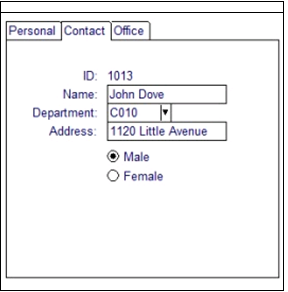 Personal Contact Office
ID: 1013
Name: John Dove
Department: C010
Address: 1120 Little Avenue
Male
Female